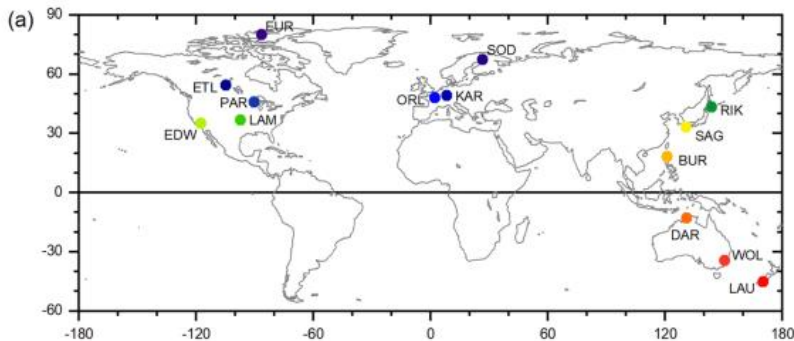 (a)
90
60
30
0
-30
-60
-180
-120
-60
0
60
120
180
EUR
SOD
ETL
PAR
ORL
KAR
LAM
RIK
EDW
SAG
BUR
DAR
WOL
LAU